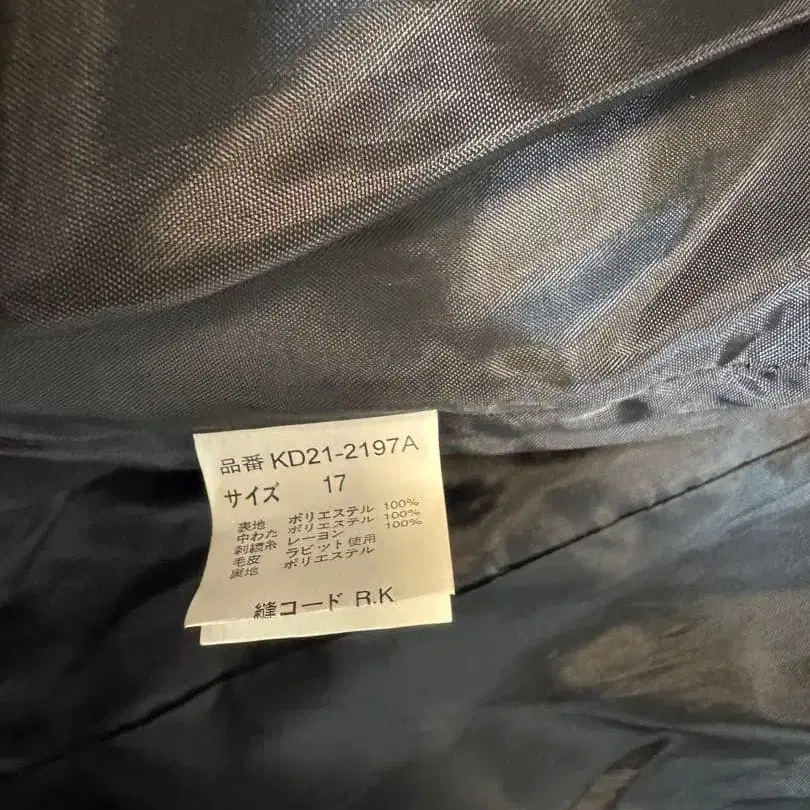 品番 KD21-2197A
サイズ 17
表地 ポリエステル 100%
中わた ポリエステル 100%
刺繍糸 レーヨン 100%
毛皮 ラビット使用
裏地 ポリエステル
縫コード R.K